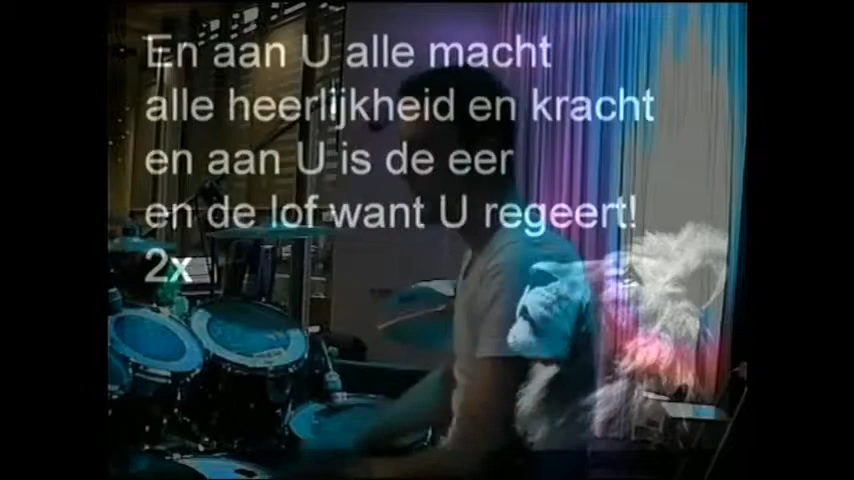 En aan U alle macht
alle heerlijkheid en kracht
en aan U is de eer
en de lof want U regeert!
2x